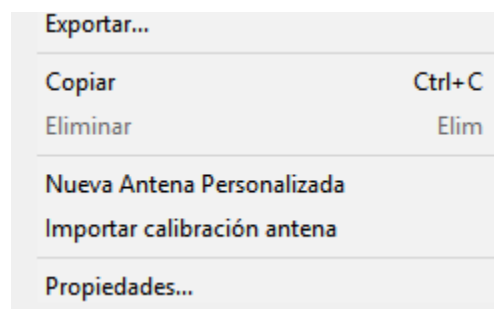 Exportar...
Copiar Ctrl+C
Eliminar Elim
Nueva Antena Personalizada
Importar calibración antena
Propiedades...